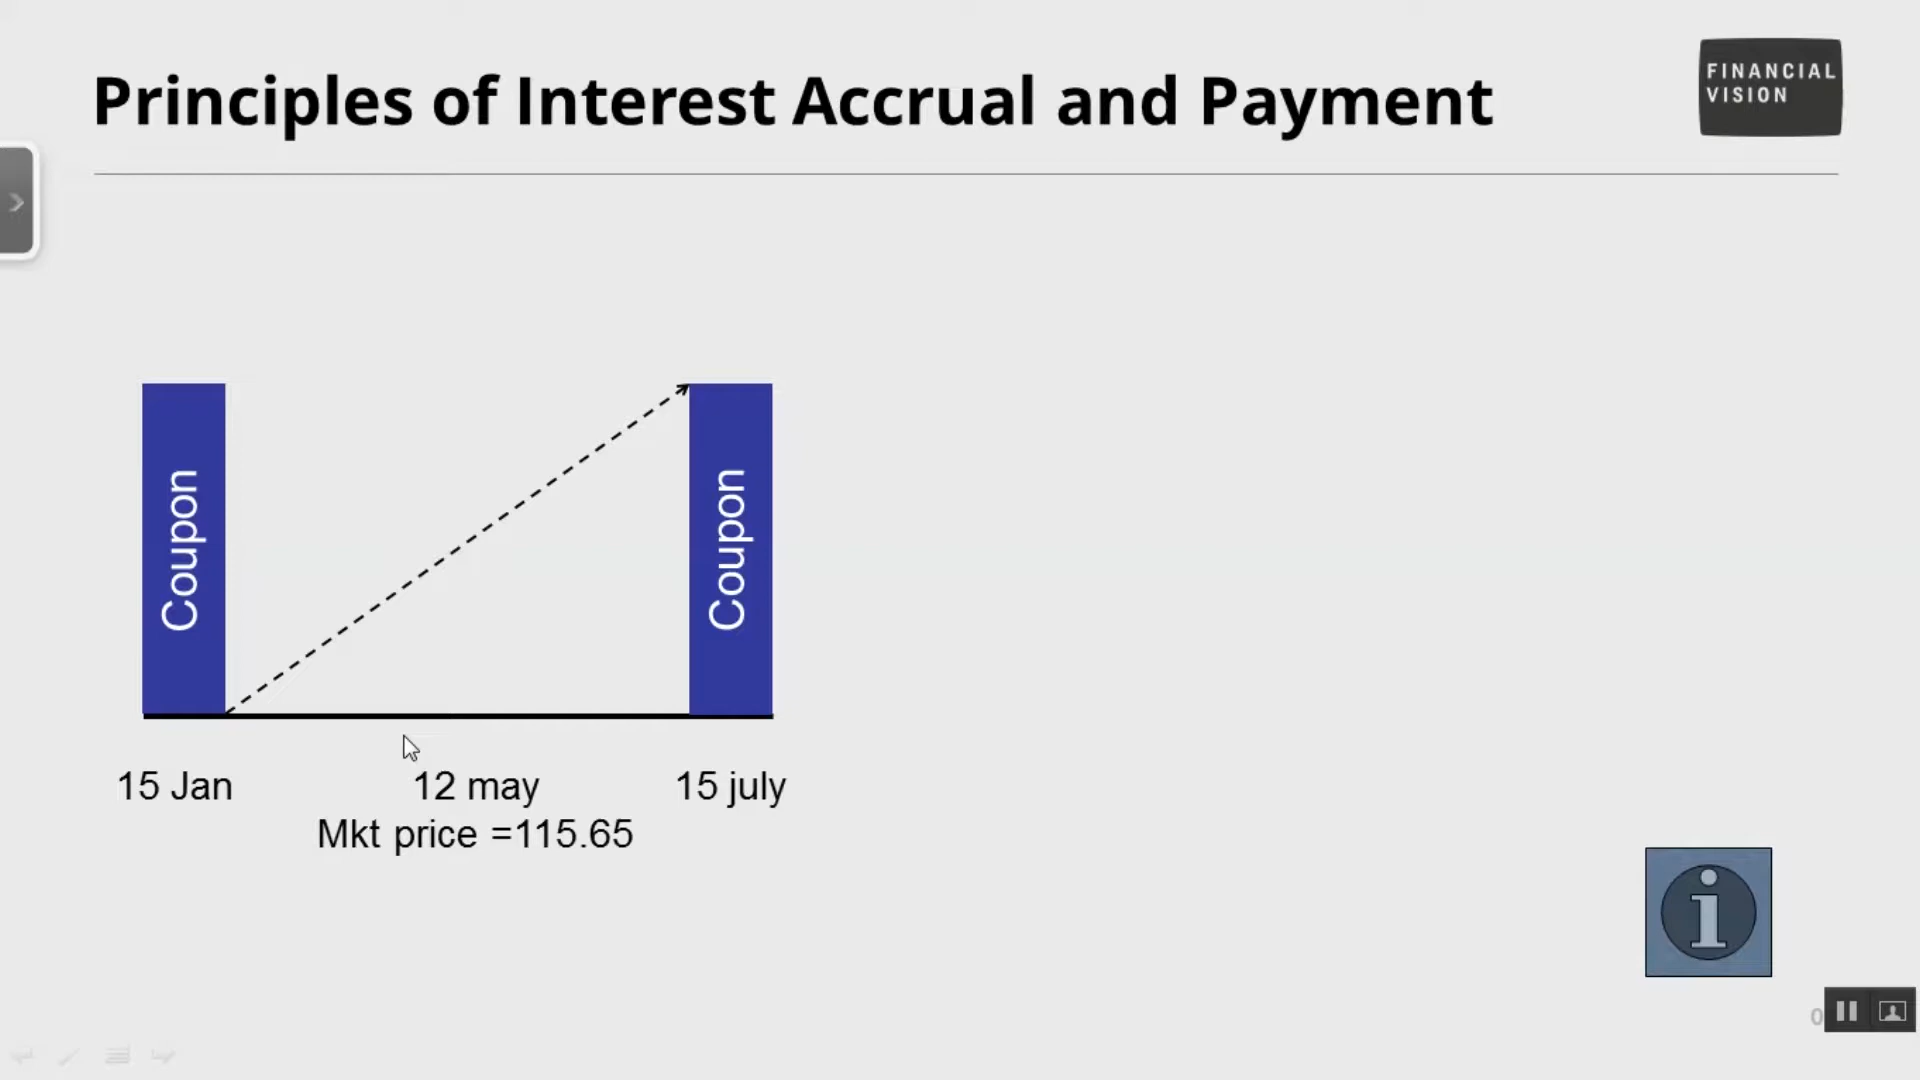 Principles of Interest Accrual and Payment
FINANCIAL
VISION
Coupon
Coupon
15 Jan
12 may
15 july
Mkt price =115.65
i
0